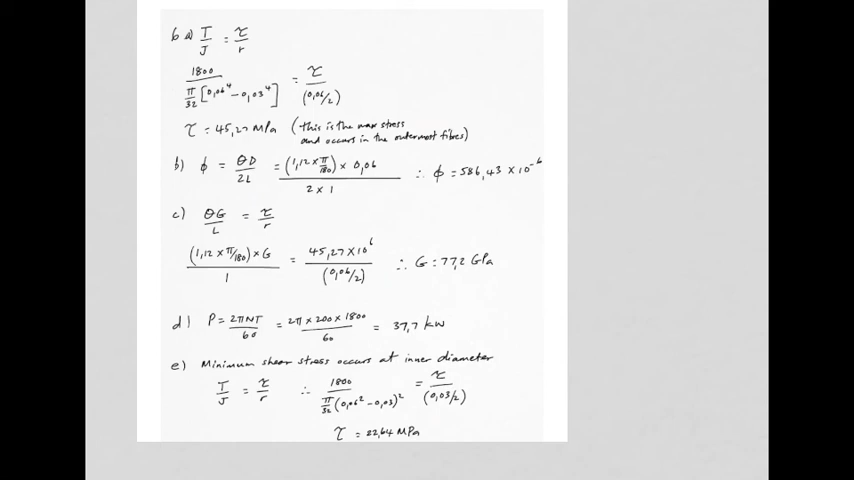 6 a) T/J = τ/r
1800 / π/32 [0,06⁴ - 0,03⁴] = τ / (0,06/2)
τ = 45,27 MPa (this is the max stress
and occurs in the outermost fibres)
b) ϕ = θD/2L = (1,12 × π/180) × 0,06 / 2 × 1 ∴ ϕ = 586,43 × 10⁻⁶
c) θG/L = τ/r
(1,12 × π/180) × G / 1 = 45,27 × 10⁶ / (0,06/2) ∴ G = 77,2 GPa
d) P = 2πNT/60 = 2π × 200 × 1800 / 60 = 37,7 kW
e) Minimum shear stress occurs at inner diameter
T/J = τ/r ∴ 1800 / π/32 (0,06² - 0,03)² = τ / (0,03/2)
τ = 22,64 MPa